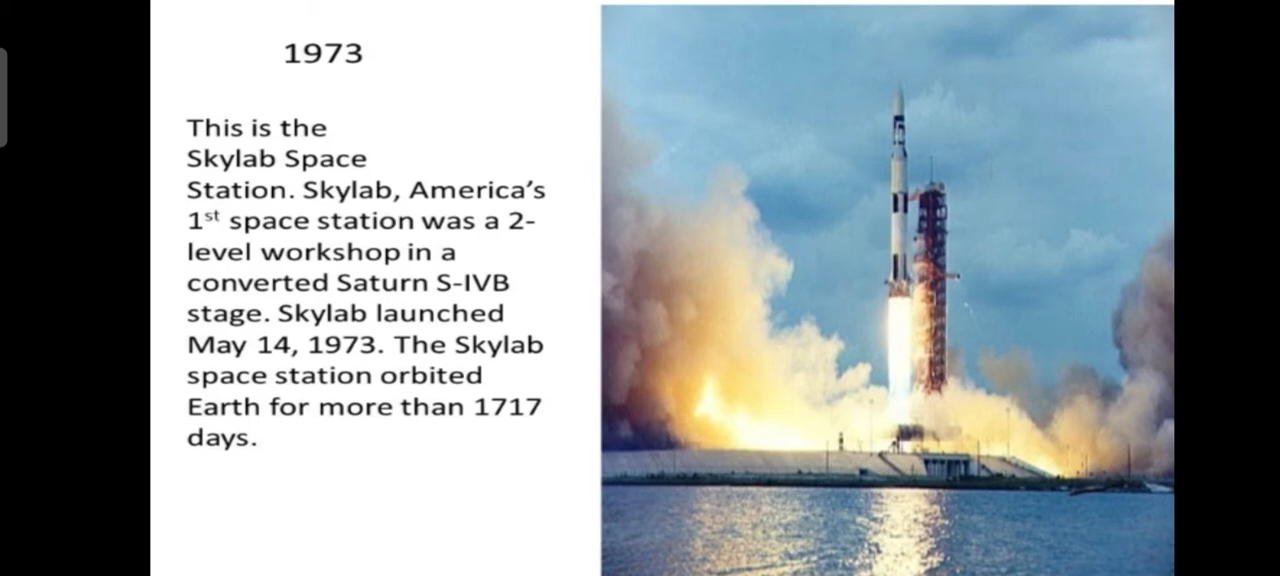 1973
This is the
Skylab Space
Station. Skylab, America’s
1st space station was a 2-
level workshop in a
converted Saturn S-IVB
stage. Skylab launched
May 14, 1973. The Skylab
space station orbited
Earth for more than 1717
days.